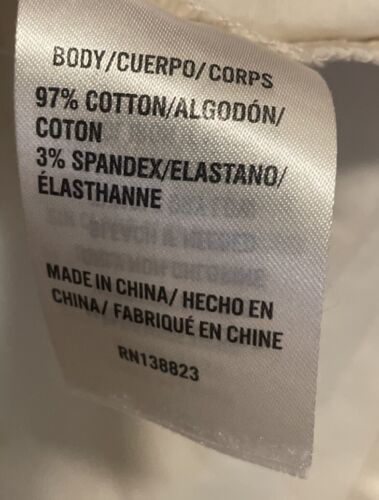 BODY/CUERPO/CORPS
97% COTTON/ALGODÓN/
COTON
3% SPANDEX/ELASTANO/
ÉLASTHANNE
MADE IN CHINA/ HECHO EN
CHINA/ FABRIQUÉ EN CHINE
RN138823